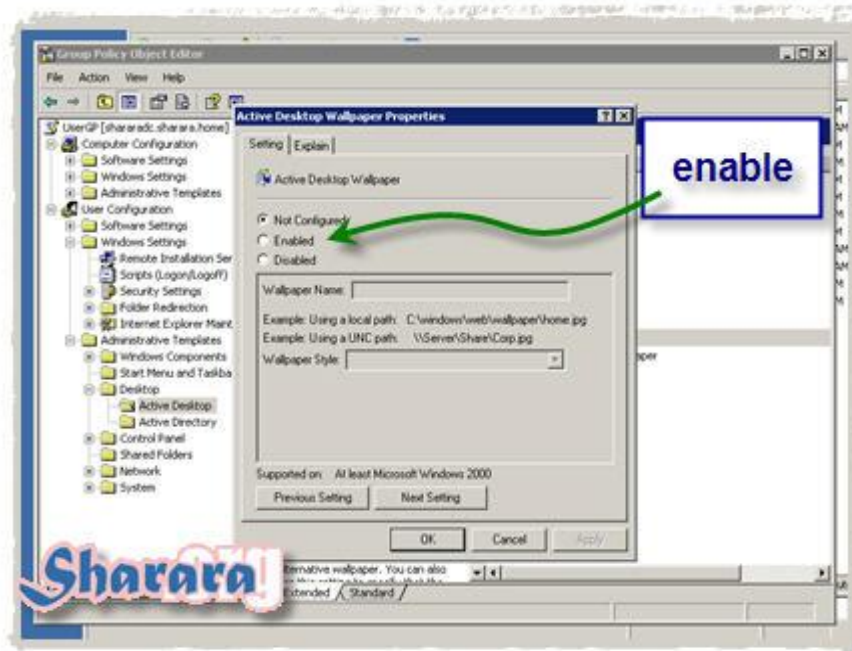 Group Policy Object Editor
File Action View Help
UserGP [shararadc.sharara.home]
Computer Configuration
Software Settings
Windows Settings
Administrative Templates
User Configuration
Software Settings
Windows Settings
Remote Installation Ser
Scripts (Logon/Logoff)
Security Settings
Folder Redirection
Internet Explorer Maint
Administrative Templates
Windows Components
Start Menu and Taskba
Desktop
Active Desktop
Active Directory
Control Panel
Shared Folders
Network
System
Active Desktop Wallpaper Properties
Setting Explain
Active Desktop Wallpaper
Not Configured
Enabled
Disabled
Wallpaper Name:
Example: Using a local path: C:\windows\web\wallpaper\home.jpg
Example: Using a UNC path: \\Server\Share\Corp.jpg
Wallpaper Style:
Supported on: At least Microsoft Windows 2000
Previous Setting Next Setting
OK Cancel Apply
enable
aper
ternative wallpaper. You can also
Extended Standard
Sharara
org